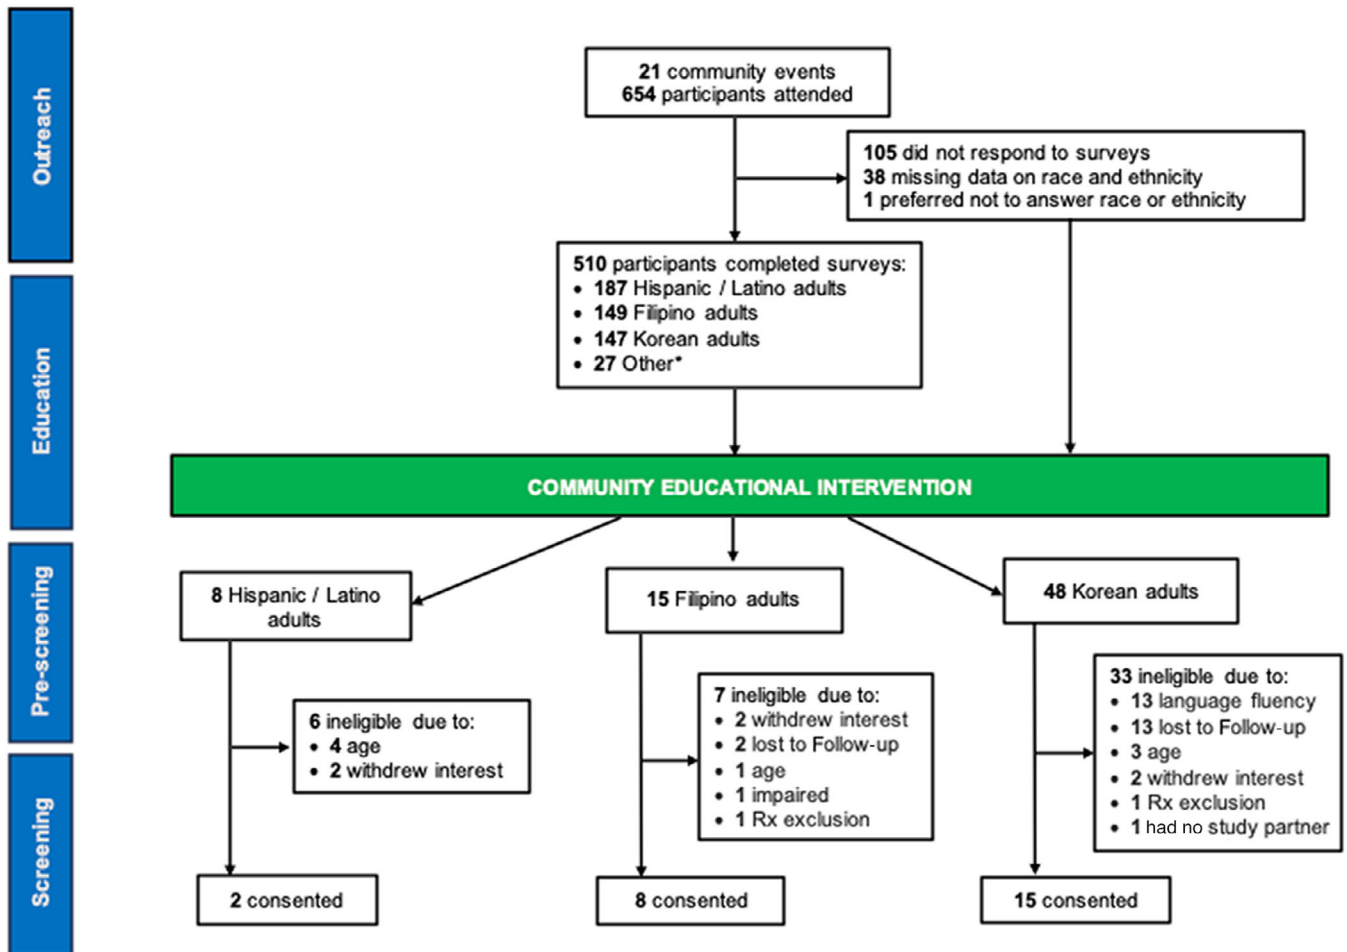 Outreach
21 community events
654 participants attended
105 did not respond to surveys
38 missing data on race and ethnicity
1 preferred not to answer race or ethnicity
Education
510 participants completed surveys:
• 187 Hispanic / Latino adults
• 149 Filipino adults
• 147 Korean adults
• 27 Other*
COMMUNITY EDUCATIONAL INTERVENTION
Pre-screening
8 Hispanic / Latino
adults
15 Filipino adults
48 Korean adults
6 ineligible due to:
• 4 age
• 2 withdrew interest
7 ineligible due to:
• 2 withdrew interest
• 2 lost to Follow-up
• 1 age
• 1 impaired
• 1 Rx exclusion
33 ineligible due to:
• 13 language fluency
• 13 lost to Follow-up
• 3 age
• 2 withdrew interest
• 1 Rx exclusion
• 1 had no study partner
Screening
2 consented
8 consented
15 consented